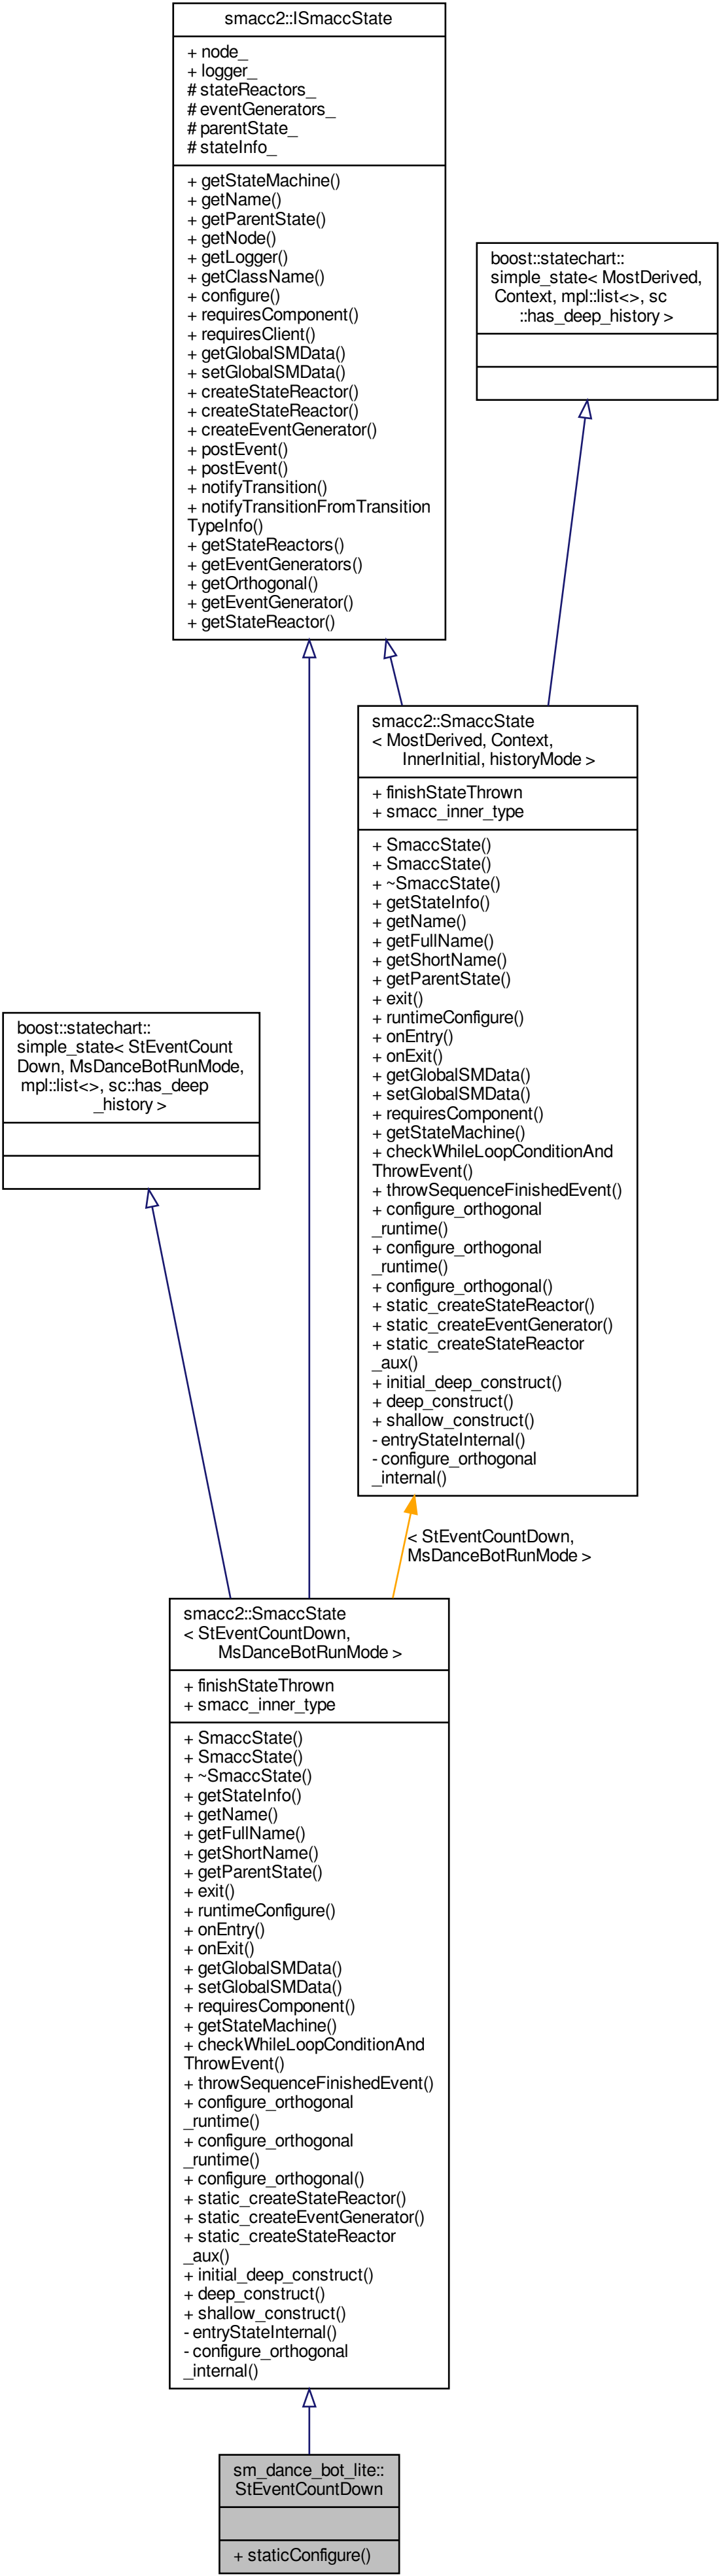 smacc2::ISmaccState
+ node_
+ logger_
# stateReactors_
# eventGenerators_
# parentState_
# stateInfo_
+ getStateMachine()
+ getName()
+ getParentState()
+ getNode()
+ getLogger()
+ getClassName()
+ configure()
+ requiresComponent()
+ requiresClient()
+ getGlobalSMData()
+ setGlobalSMData()
+ createStateReactor()
+ createStateReactor()
+ createEventGenerator()
+ postEvent()
+ postEvent()
+ notifyTransition()
+ notifyTransitionFromTransition
TypeInfo()
+ getStateReactors()
+ getEventGenerators()
+ getOrthogonal()
+ getEventGenerator()
+ getStateReactor()
boost::statechart::
simple_state< MostDerived,
Context, mpl::list<>, sc
::has_deep_history >
smacc2::SmaccState
< MostDerived, Context,
InnerInitial, historyMode >
+ finishStateThrown
+ smacc_inner_type
+ SmaccState()
+ SmaccState()
+ ~SmaccState()
+ getStateInfo()
+ getName()
+ getFullName()
+ getShortName()
+ getParentState()
+ exit()
+ runtimeConfigure()
+ onEntry()
+ onExit()
+ getGlobalSMData()
+ setGlobalSMData()
+ requiresComponent()
+ getStateMachine()
+ checkWhileLoopConditionAnd
ThrowEvent()
+ throwSequenceFinishedEvent()
+ configure_orthogonal
_runtime()
+ configure_orthogonal
_runtime()
+ configure_orthogonal()
+ static_createStateReactor()
+ static_createEventGenerator()
+ static_createStateReactor
_aux()
+ initial_deep_construct()
+ deep_construct()
+ shallow_construct()
- entryStateInternal()
- configure_orthogonal
_internal()
boost::statechart::
simple_state< StEventCount
Down, MsDanceBotRunMode,
mpl::list<>, sc::has_deep
_history >
< StEventCountDown,
MsDanceBotRunMode >
smacc2::SmaccState
< StEventCountDown,
MsDanceBotRunMode >
+ finishStateThrown
+ smacc_inner_type
+ SmaccState()
+ SmaccState()
+ ~SmaccState()
+ getStateInfo()
+ getName()
+ getFullName()
+ getShortName()
+ getParentState()
+ exit()
+ runtimeConfigure()
+ onEntry()
+ onExit()
+ getGlobalSMData()
+ setGlobalSMData()
+ requiresComponent()
+ getStateMachine()
+ checkWhileLoopConditionAnd
ThrowEvent()
+ throwSequenceFinishedEvent()
+ configure_orthogonal
_runtime()
+ configure_orthogonal
_runtime()
+ configure_orthogonal()
+ static_createStateReactor()
+ static_createEventGenerator()
+ static_createStateReactor
_aux()
+ initial_deep_construct()
+ deep_construct()
+ shallow_construct()
- entryStateInternal()
- configure_orthogonal
_internal()
sm_dance_bot_lite::
StEventCountDown
+ staticConfigure()